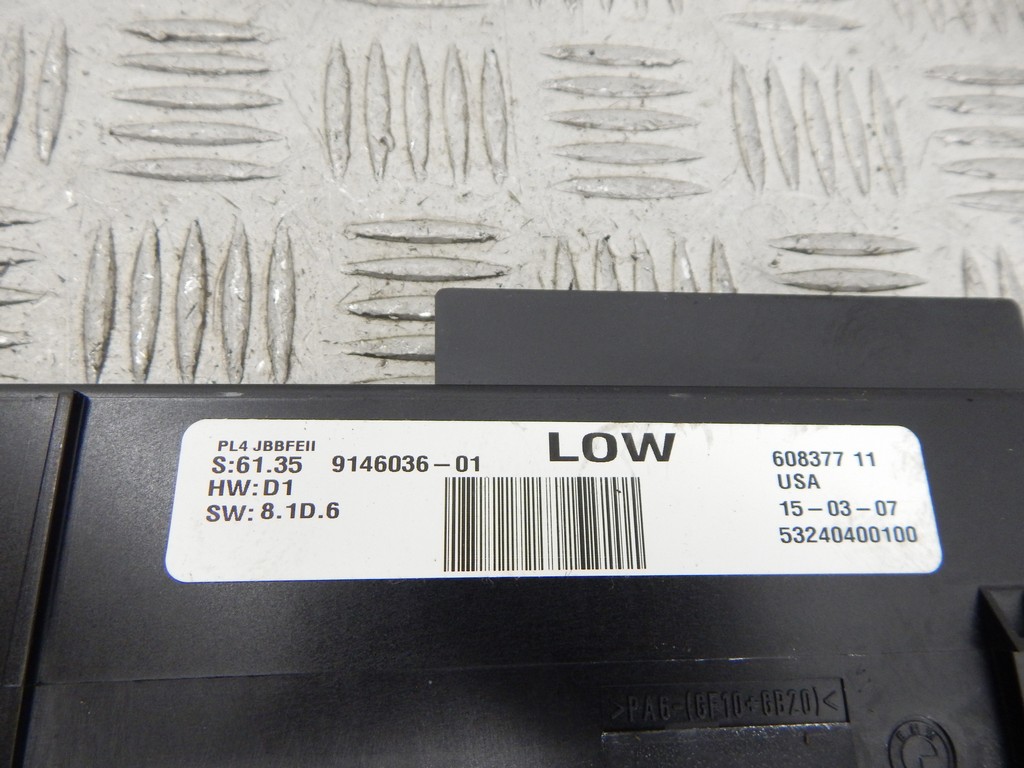 PL4 JBBFEII
S:61.35 9146036-01
HW:D1
SW: 8.1D.6
LOW
608377 11
USA
15-03-07
53240400100
>PA6-(GF10+GB20)<
BMW